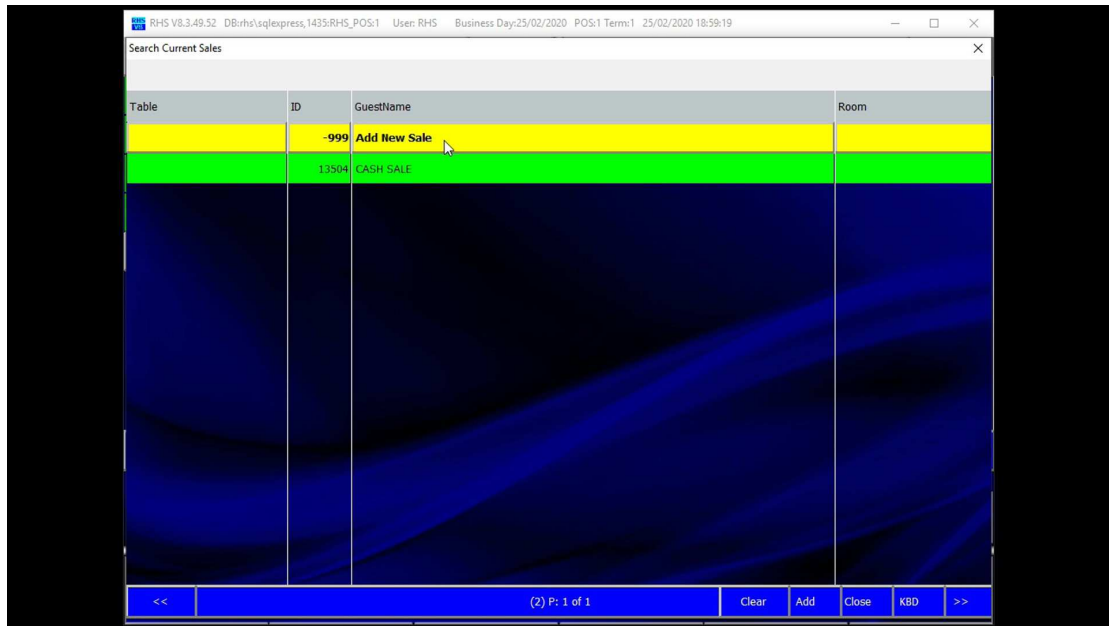 RHS V8 RHS V8.3.49.52 DB:rhs\sqlexpress,1435:RHS_POS:1 User: RHS Business Day:25/02/2020 POS:1 Term:1 25/02/2020 18:59:19
Search Current Sales
Table ID GuestName Room
-999 Add New Sale
13504 CASH SALE
<< (2) P: 1 of 1 Clear Add Close KBD >>